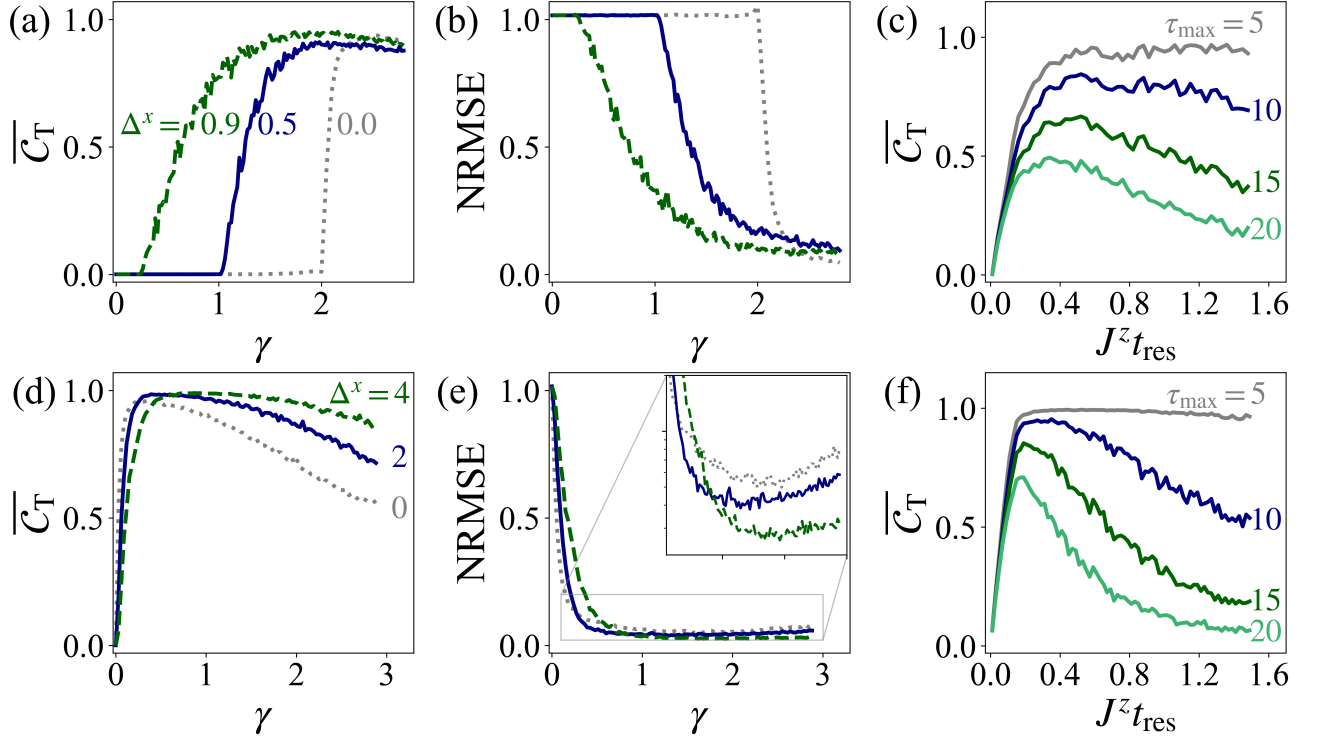 (a)
1.0
0.5
0.0
C̅_T
Δ^x = 0.9
0.5
0.0
0
1
2
γ
(b)
1.0
0.5
0.0
NRMSE
0
1
2
γ
(c)
1.0
0.5
0.0
C̅_T
τ_max = 5
10
15
20
0.0
0.4
0.8
1.2
1.6
J^z t_res
(d)
1.0
0.5
0.0
C̅_T
Δ^x = 4
2
0
0
1
2
3
γ
(e)
1.0
0.5
0.0
NRMSE
0
1
2
3
γ
(f)
1.0
0.5
0.0
C̅_T
τ_max = 5
10
15
20
0.0
0.4
0.8
1.2
1.6
J^z t_res